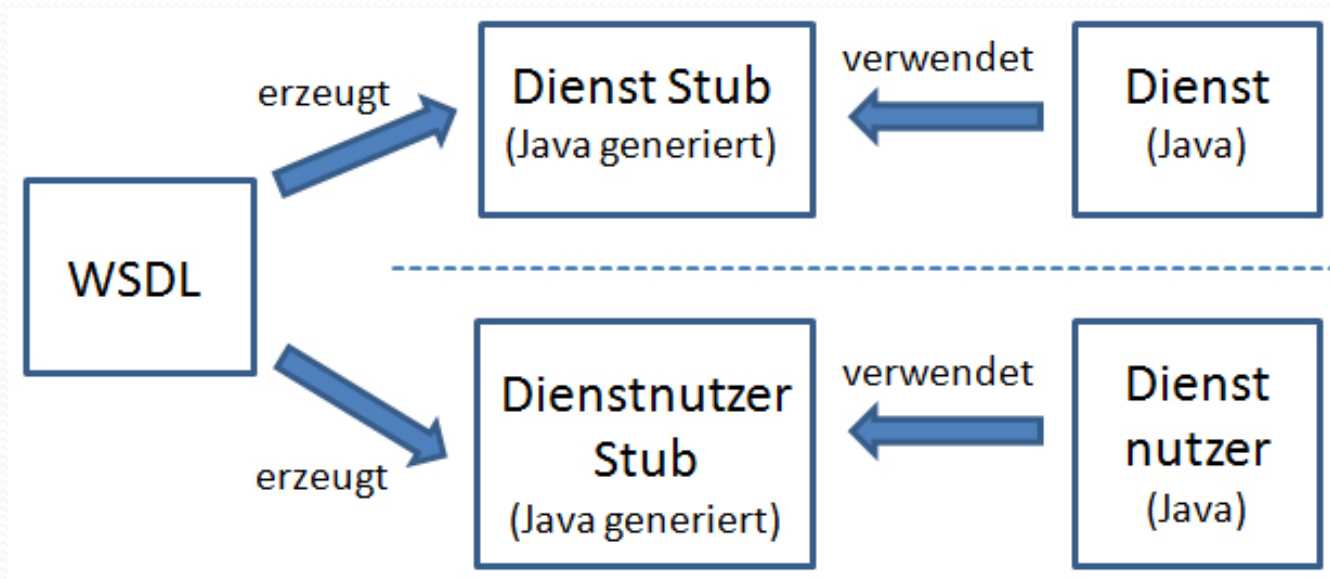 WSDL
erzeugt
Dienst Stub
(Java generiert)
verwendet
Dienst
(Java)
erzeugt
Dienstnutzer
Stub
(Java generiert)
verwendet
Dienst
nutzer
(Java)